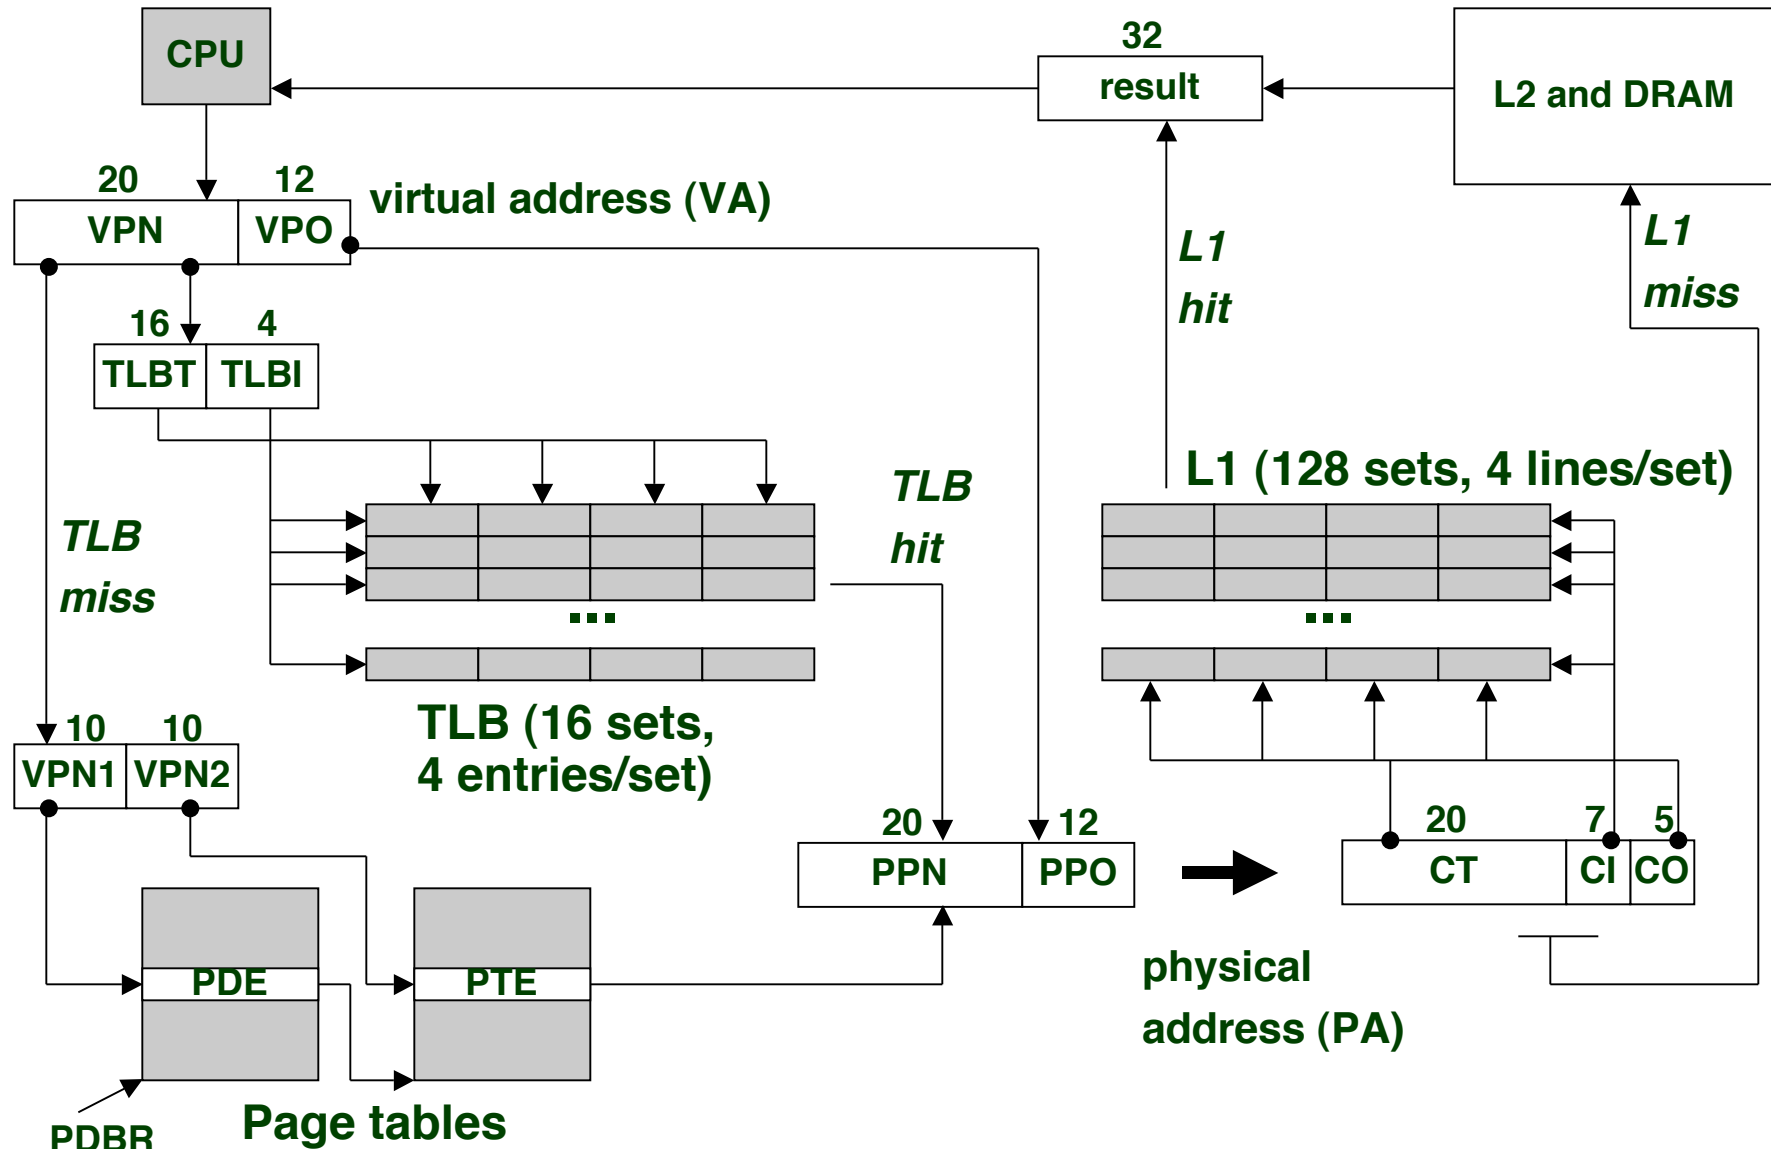 CPU
32
result
L2 and DRAM
20 12
VPN VPO
virtual address (VA)
L1
hit
L1
miss
16 4
TLBT TLBI
TLB
hit
L1 (128 sets, 4 lines/set)
TLB
miss
...
...
TLB (16 sets,
4 entries/set)
10 10
VPN1 VPN2
20 12
PPN PPO
20 7 5
CT CI CO
PDE
PTE
physical
address (PA)
Page tables
PDBR